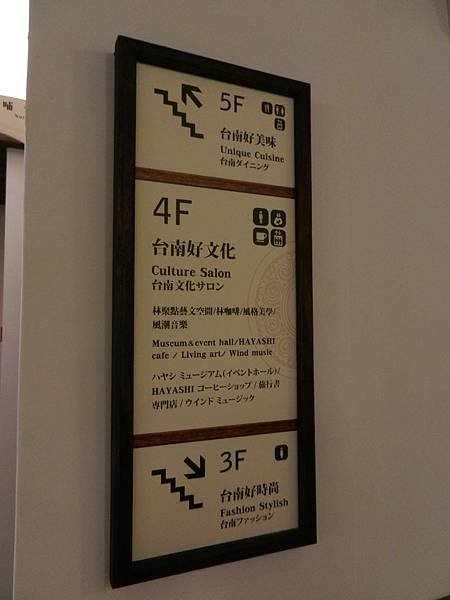 5F
台南好美味
Unique Cuisine
台南ダイニング
4F
台南好文化
Culture Salon
台南文化サロン
林聚點藝文空間/林咖啡/風格美學/
風潮音樂
Museum&event hall/HAYASHI
cafe / Living art/ Wind music
ハヤシ ミュージアム(イベントホール)/
HAYASHI コーヒーショップ / 旅行書
専門店 / ウインド ミュージック
3F
台南好時尚
Fashion Stylish
台南ファッション